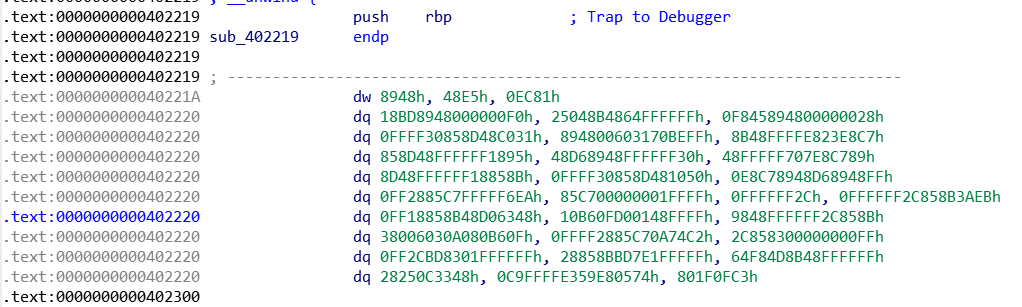 .text:0000000000402219 ; __unwind {
.text:0000000000402219 push rbp ; Trap to Debugger
.text:0000000000402219 sub_402219 endp
.text:0000000000402219
.text:0000000000402219 ; ---------------------------------------------------------------------------
.text:000000000040221A dw 8948h, 48E5h, 0EC81h
.text:0000000000402220 dq 18BD8948000000F0h, 25048B4864FFFFFFh, 0F845894800000028h
.text:0000000000402220 dq 0FFFF30858D48C031h, 894800603170BEFFh, 8B48FFFFE823E8C7h
.text:0000000000402220 dq 858D48FFFFFF1895h, 48D68948FFFFFF30h, 48FFFFF707E8C789h
.text:0000000000402220 dq 8D48FFFFFF18858Bh, 0FFFF30858D481050h, 0E8C78948D68948FFh
.text:0000000000402220 dq 0FF2885C7FFFFF6EAh, 85C700000001FFFFh, 0FFFFFF2Ch, 0FFFFFF2C858B3AEBh
.text:0000000000402220 dq 0FF18858B48D06348h, 10B60FD00148FFFFh, 9848FFFFFF2C858Bh
.text:0000000000402220 dq 38006030A080B60Fh, 0FFFF2885C70A74C2h, 2C858300000000FFh
.text:0000000000402220 dq 0FF2CBD8301FFFFFFh, 28858BBD7E1FFFFFh, 64F84D8B48FFFFFFh
.text:0000000000402220 dq 28250C3348h, 0C9FFFFE359E80574h, 801F0FC3h
.text:0000000000402300